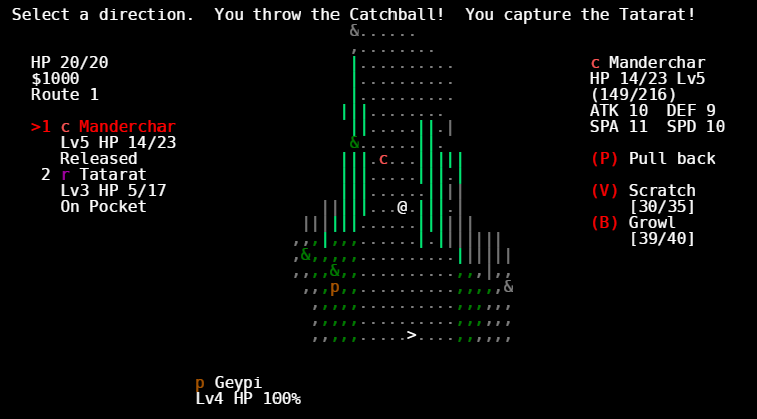 Select a direction.  You throw the Catchball!  You capture the Tatarat!
HP 20/20
$1000
Route 1
>1 c Manderchar
Lv5 HP 14/23
Released
2 r Tatarat
Lv3 HP 5/17
On Pocket
c Manderchar
HP 14/23 Lv5
(149/216)
ATK 10  DEF 9
SPA 11  SPD 10
(P) Pull back
(V) Scratch
[30/35]
(B) Growl
[39/40]
p Geypi
Lv4 HP 100%